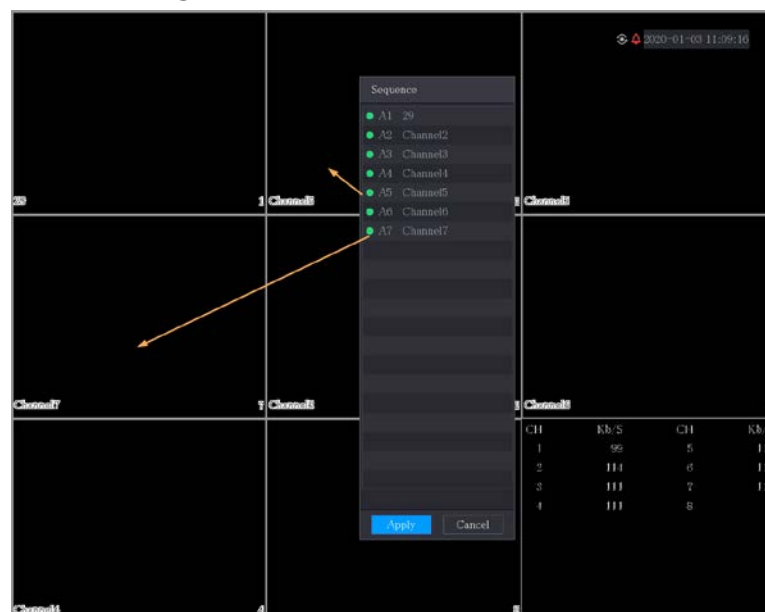 2020-01-03 11:09:16
Sequence
A1 29
A2 Channel2
A3 Channel3
A4 Channel4
A5 Channel5
A6 Channel6
A7 Channel7
29 1
Channel7
CH Kb/S CH
1 99 5
2 114 6
3 111 7
4 111 8
Apply Cancel
4